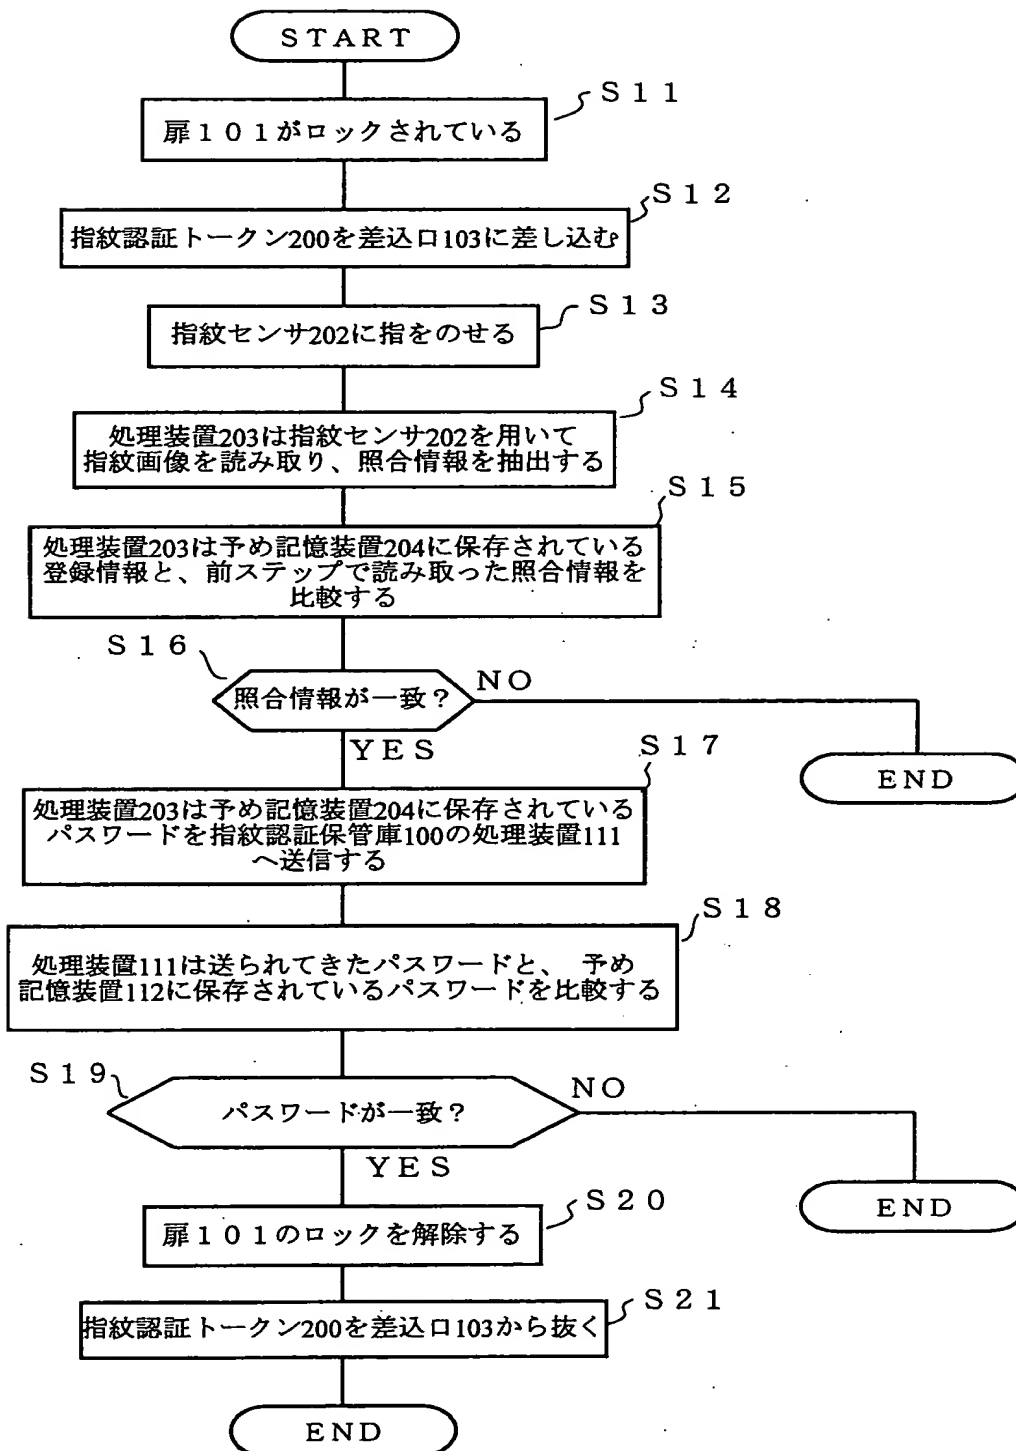 START
S11
扉１０１がロックされている
S12
指紋認証トークン200を差込口103に差し込む
S13
指紋センサ202に指をのせる
S14
処理装置203は指紋センサ202を用いて
指紋画像を読み取り、照合情報を抽出する
S15
処理装置203は予め記憶装置204に保存されている
登録情報と、前ステップで読み取った照合情報を
比較する
S16
照合情報が一致？
NO
YES
END
S17
処理装置203は予め記憶装置204に保存されている
パスワードを指紋認証保管庫100の処理装置111
へ送信する
S18
処理装置111は送られてきたパスワードと、 予め
記憶装置112に保存されているパスワードを比較する
S19
パスワードが一致？
NO
YES
END
S20
扉１０１のロックを解除する
S21
指紋認証トークン200を差込口103から抜く
END